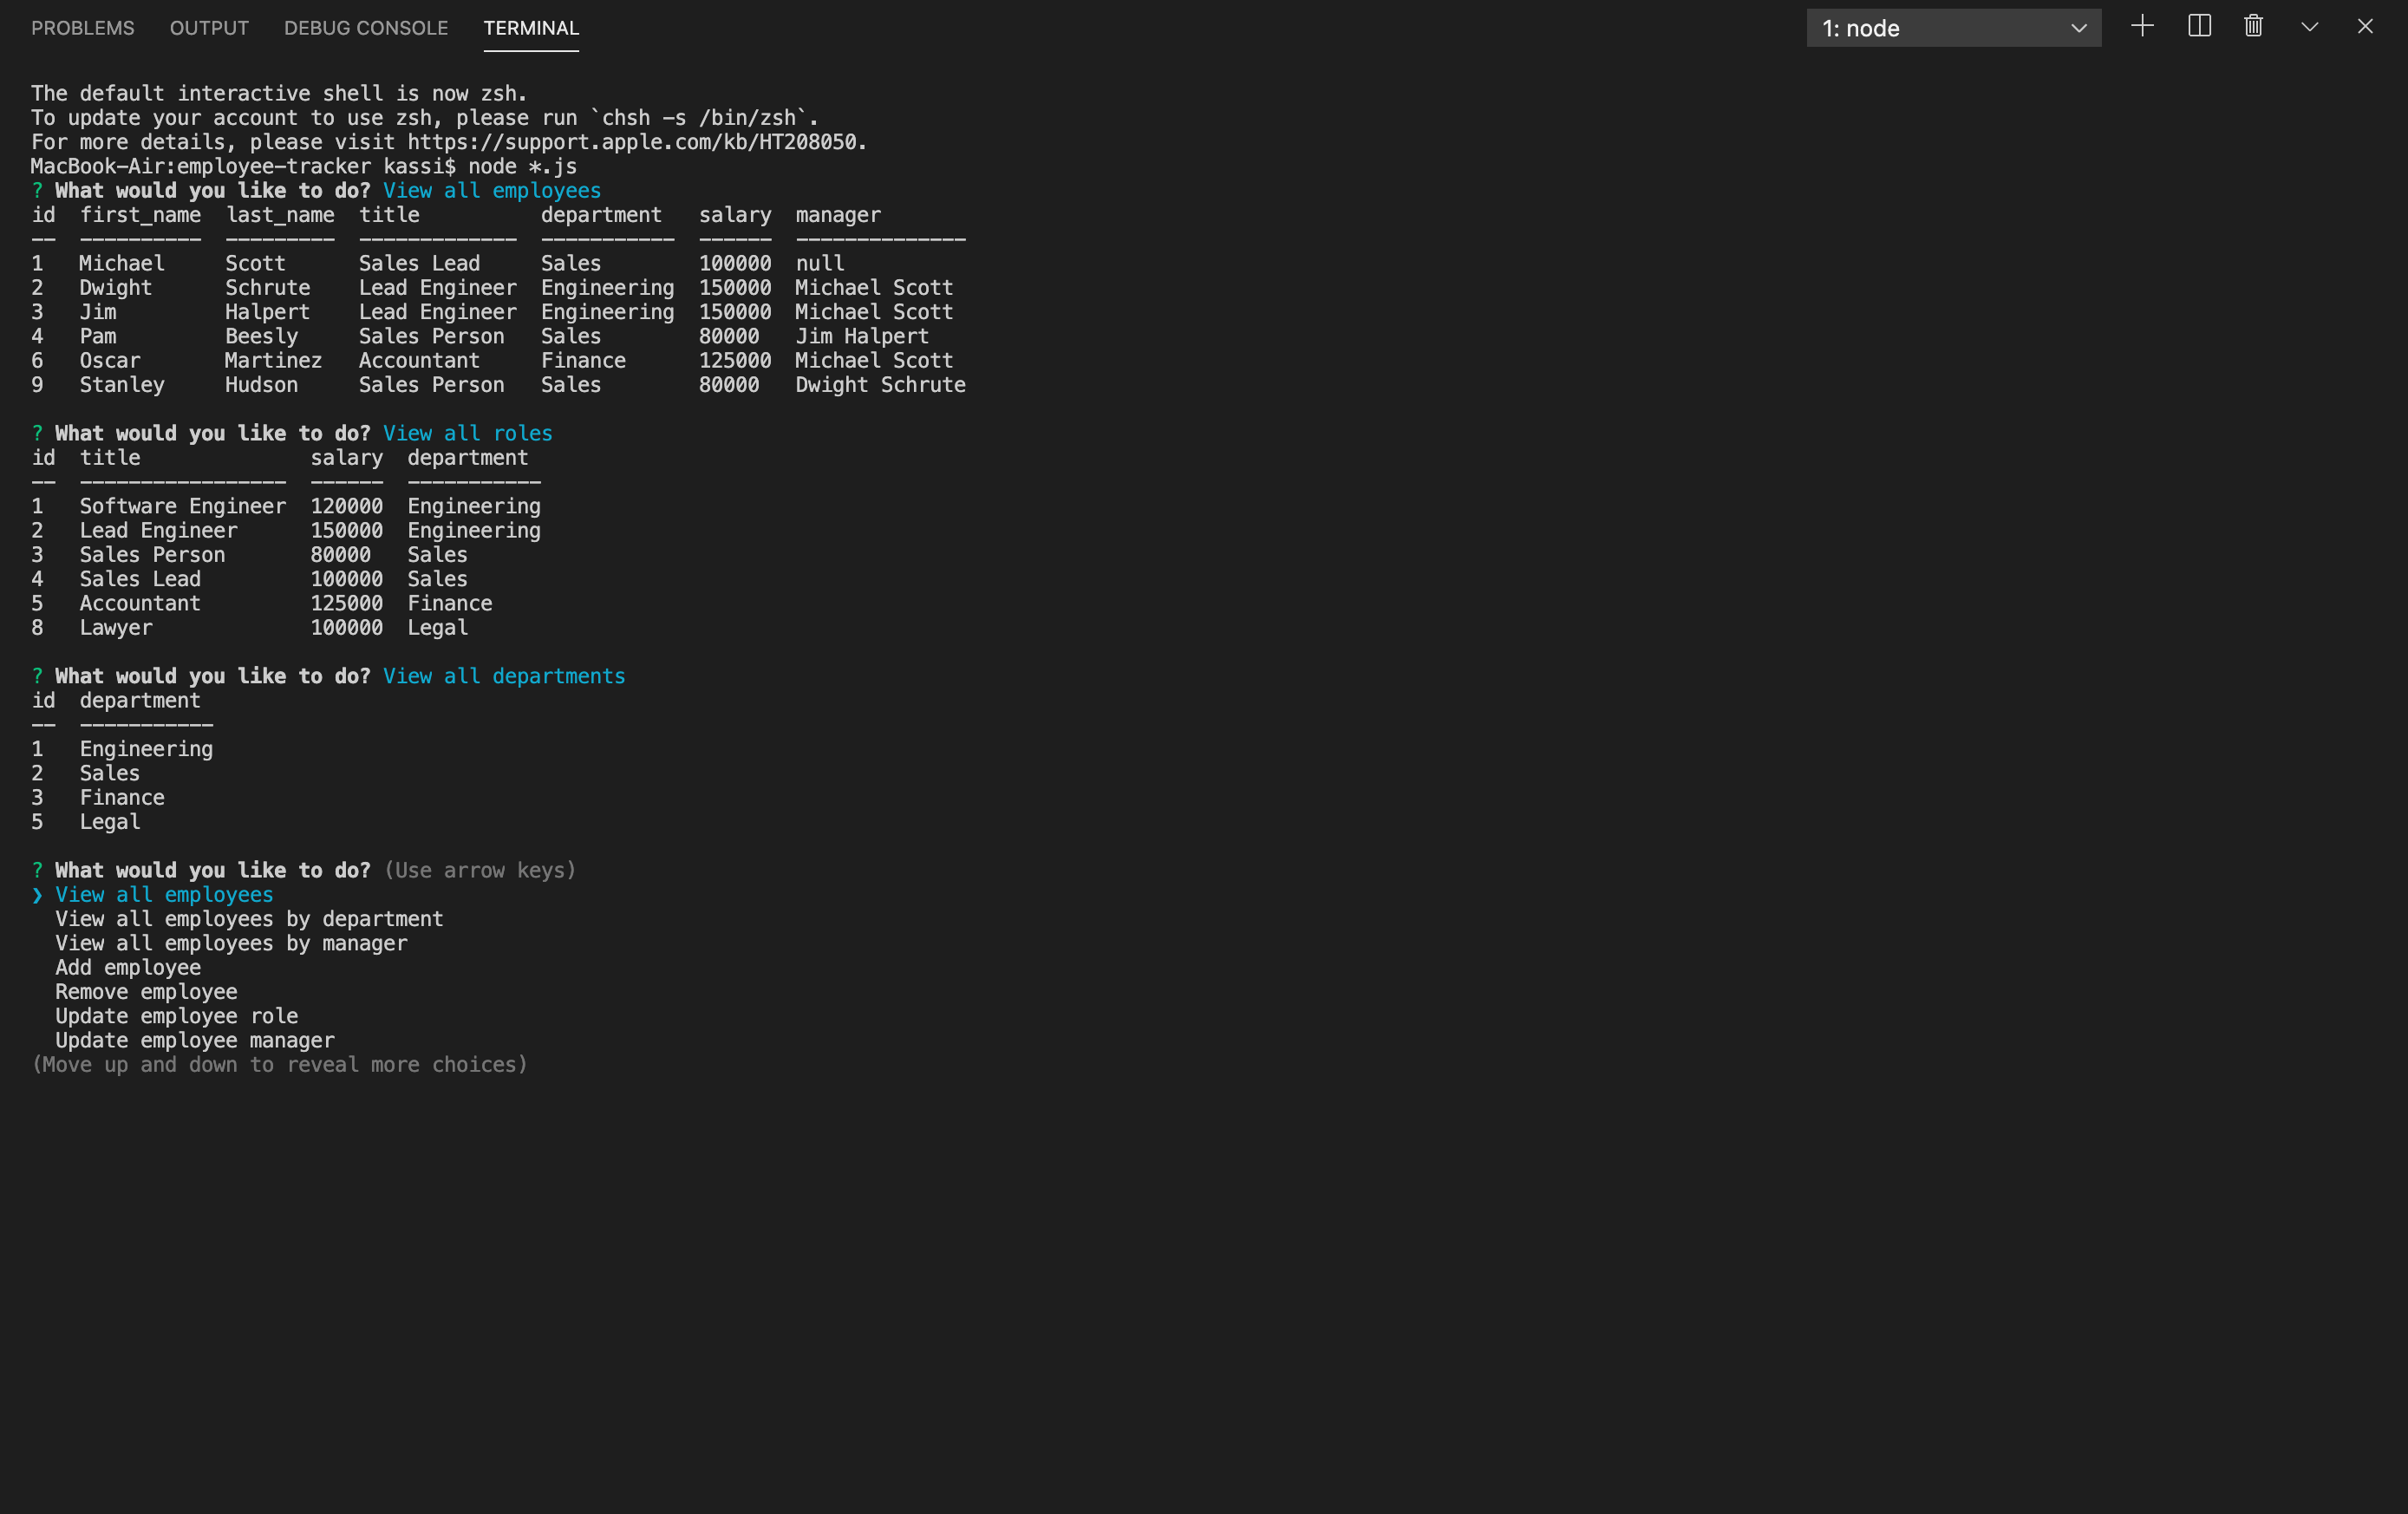 PROBLEMS OUTPUT DEBUG CONSOLE TERMINAL 1: node
The default interactive shell is now zsh.
To update your account to use zsh, please run `chsh -s /bin/zsh`.
For more details, please visit https://support.apple.com/kb/HT208050.
MacBook-Air:employee-tracker kassi$ node *.js
? What would you like to do? View all employees
id  first_name  last_name  title          department   salary  manager
--  ----------  ---------  -------------  -----------  ------  --------------
1   Michael     Scott      Sales Lead     Sales        100000  null
2   Dwight      Schrute    Lead Engineer  Engineering  150000  Michael Scott
3   Jim         Halpert    Lead Engineer  Engineering  150000  Michael Scott
4   Pam         Beesly     Sales Person   Sales        80000   Jim Halpert
6   Oscar       Martinez   Accountant     Finance      125000  Michael Scott
9   Stanley     Hudson     Sales Person   Sales        80000   Dwight Schrute
? What would you like to do? View all roles
id  title              salary  department
--  -----------------  ------  -----------
1   Software Engineer  120000  Engineering
2   Lead Engineer      150000  Engineering
3   Sales Person       80000   Sales
4   Sales Lead         100000  Sales
5   Accountant         125000  Finance
8   Lawyer             100000  Legal
? What would you like to do? View all departments
id  department
--  -----------
1   Engineering
2   Sales
3   Finance
5   Legal
? What would you like to do? (Use arrow keys)
❯ View all employees
  View all employees by department
  View all employees by manager
  Add employee
  Remove employee
  Update employee role
  Update employee manager
(Move up and down to reveal more choices)